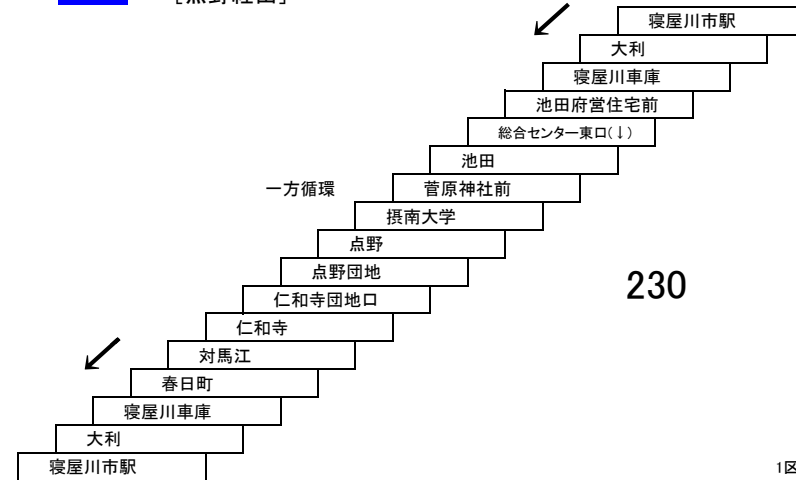 [点野経由]
寝屋川市駅
大利
寝屋川車庫
池田府営住宅前
総合センター東口(↓)
池田
一方循環
菅原神社前
摂南大学
点野
点野団地
230
仁和寺団地口
仁和寺
対馬江
春日町
寝屋川車庫
大利
寝屋川市駅
1区